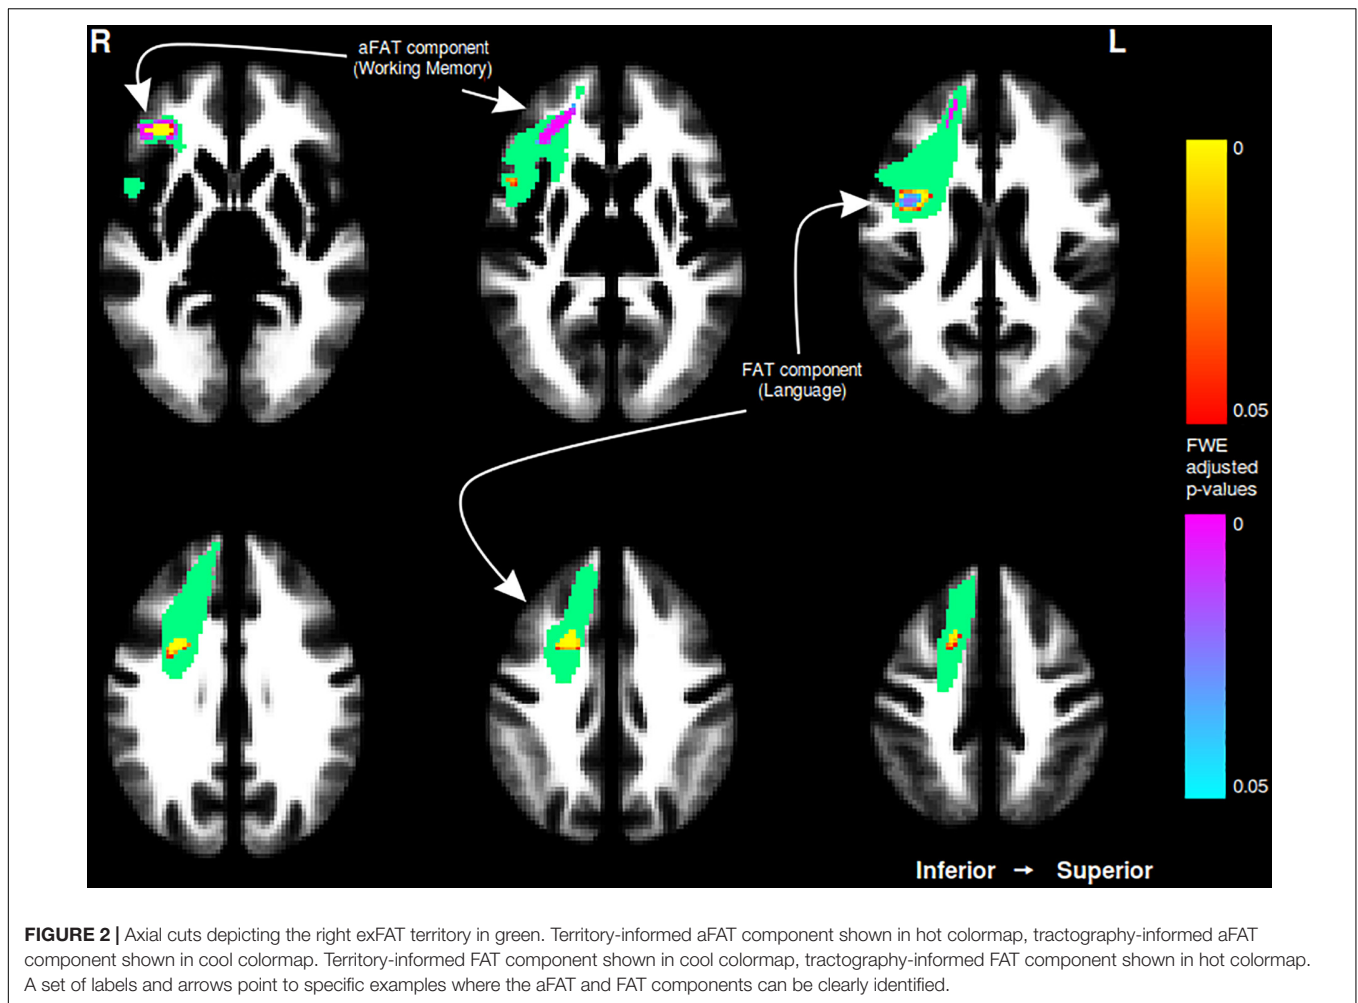 R
L
aFAT component
(Working Memory)
0
FAT component
(Language)
0.05
FWE
adjusted
p-values
0
0.05
Inferior → Superior
FIGURE 2 | Axial cuts depicting the right exFAT territory in green. Territory-informed aFAT component shown in hot colormap, tractography-informed aFAT
component shown in cool colormap. Territory-informed FAT component shown in cool colormap, tractography-informed FAT component shown in hot colormap.
A set of labels and arrows point to specific examples where the aFAT and FAT components can be clearly identified.